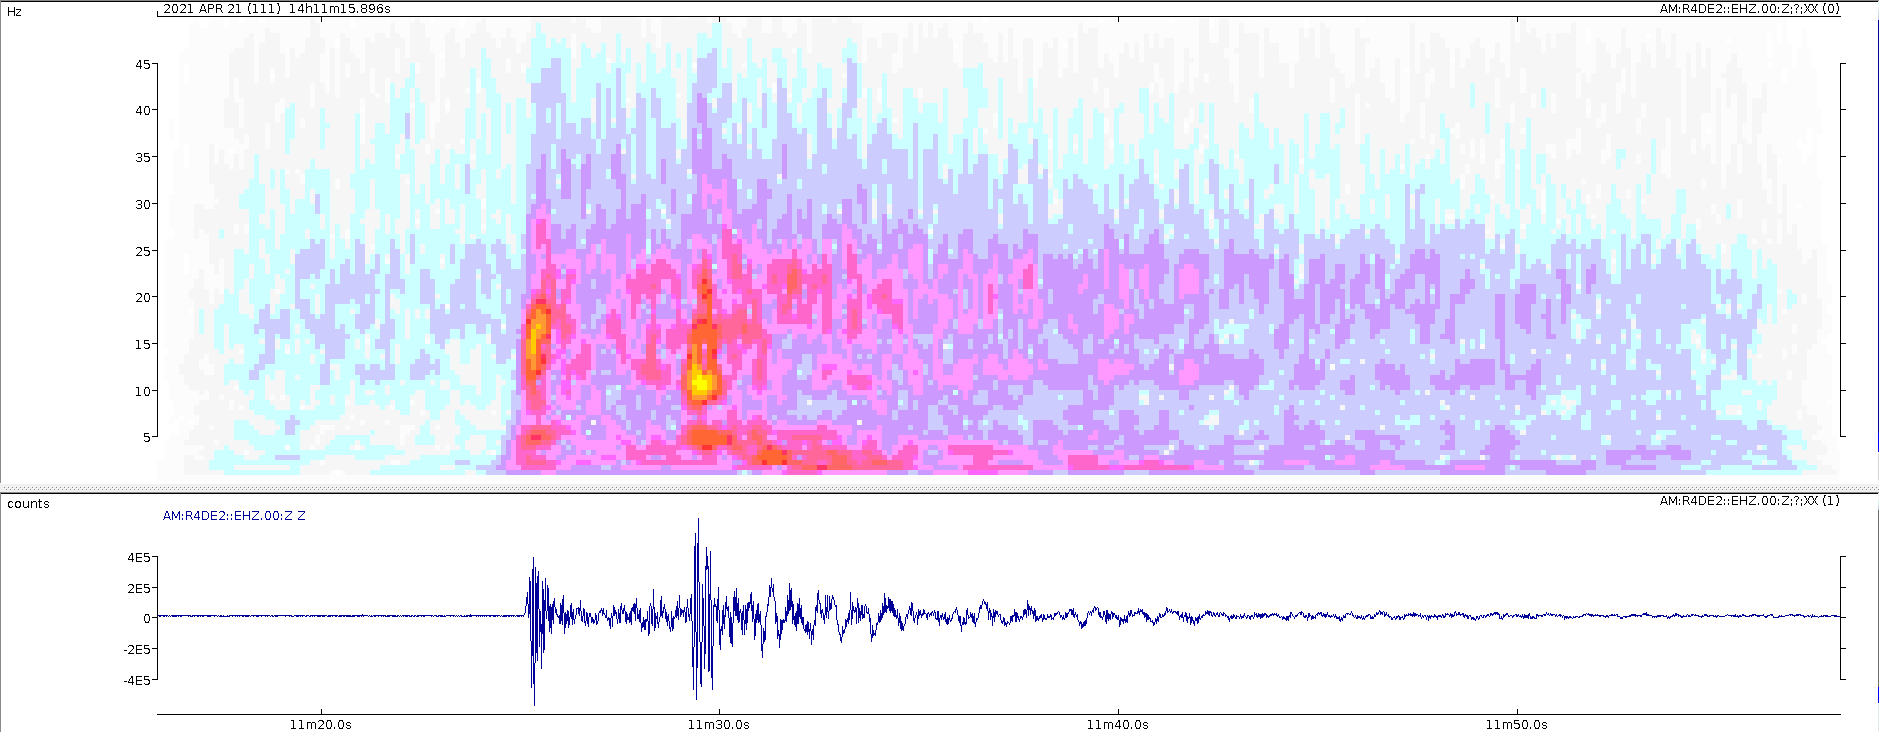 Hz
2021 APR 21 (111) 14h11m15.896s
AM:R4DE2::EHZ.00:Z;?;XX (0)
45
40
35
30
25
20
15
10
5
counts
AM:R4DE2::EHZ.00:Z;?;XX (1)
AM:R4DE2::EHZ.00:Z Z
4E5
2E5
0
-2E5
-4E5
11m20.0s
11m30.0s
11m40.0s
11m50.0s